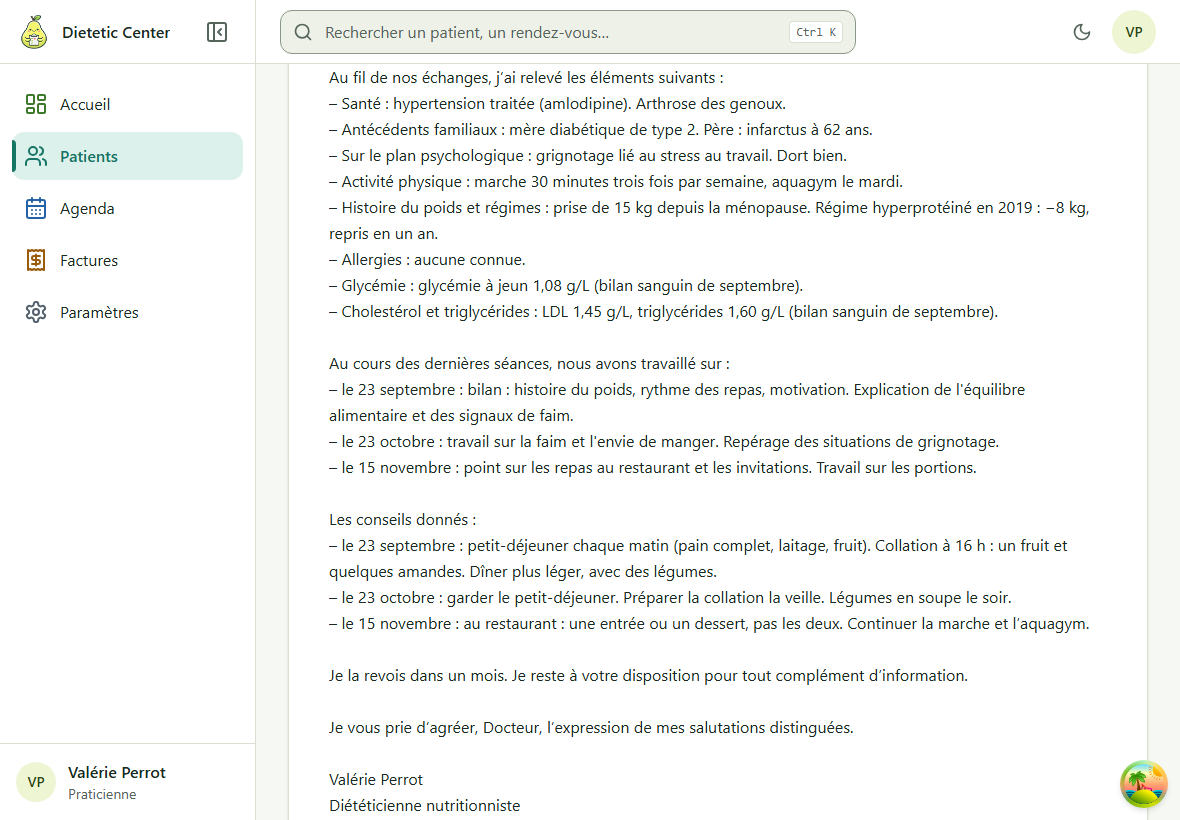 Dietetic Center
Rechercher un patient, un rendez-vous...
Ctrl K
VP
Accueil
Patients
Agenda
Factures
Paramètres
Au fil de nos échanges, j’ai relevé les éléments suivants :
– Santé : hypertension traitée (amlodipine). Arthrose des genoux.
– Antécédents familiaux : mère diabétique de type 2. Père : infarctus à 62 ans.
– Sur le plan psychologique : grignotage lié au stress au travail. Dort bien.
– Activité physique : marche 30 minutes trois fois par semaine, aquagym le mardi.
– Histoire du poids et régimes : prise de 15 kg depuis la ménopause. Régime hyperprotéiné en 2019 : −8 kg,
repris en un an.
– Allergies : aucune connue.
– Glycémie : glycémie à jeun 1,08 g/L (bilan sanguin de septembre).
– Cholestérol et triglycérides : LDL 1,45 g/L, triglycérides 1,60 g/L (bilan sanguin de septembre).
Au cours des dernières séances, nous avons travaillé sur :
– le 23 septembre : bilan : histoire du poids, rythme des repas, motivation. Explication de l'équilibre
alimentaire et des signaux de faim.
– le 23 octobre : travail sur la faim et l'envie de manger. Repérage des situations de grignotage.
– le 15 novembre : point sur les repas au restaurant et les invitations. Travail sur les portions.
Les conseils donnés :
– le 23 septembre : petit-déjeuner chaque matin (pain complet, laitage, fruit). Collation à 16 h : un fruit et
quelques amandes. Dîner plus léger, avec des légumes.
– le 23 octobre : garder le petit-déjeuner. Préparer la collation la veille. Légumes en soupe le soir.
– le 15 novembre : au restaurant : une entrée ou un dessert, pas les deux. Continuer la marche et l’aquagym.
Je la revois dans un mois. Je reste à votre disposition pour tout complément d’information.
Je vous prie d’agréer, Docteur, l’expression de mes salutations distinguées.
Valérie Perrot
Diététicienne nutritionniste
VP
Valérie Perrot
Praticienne